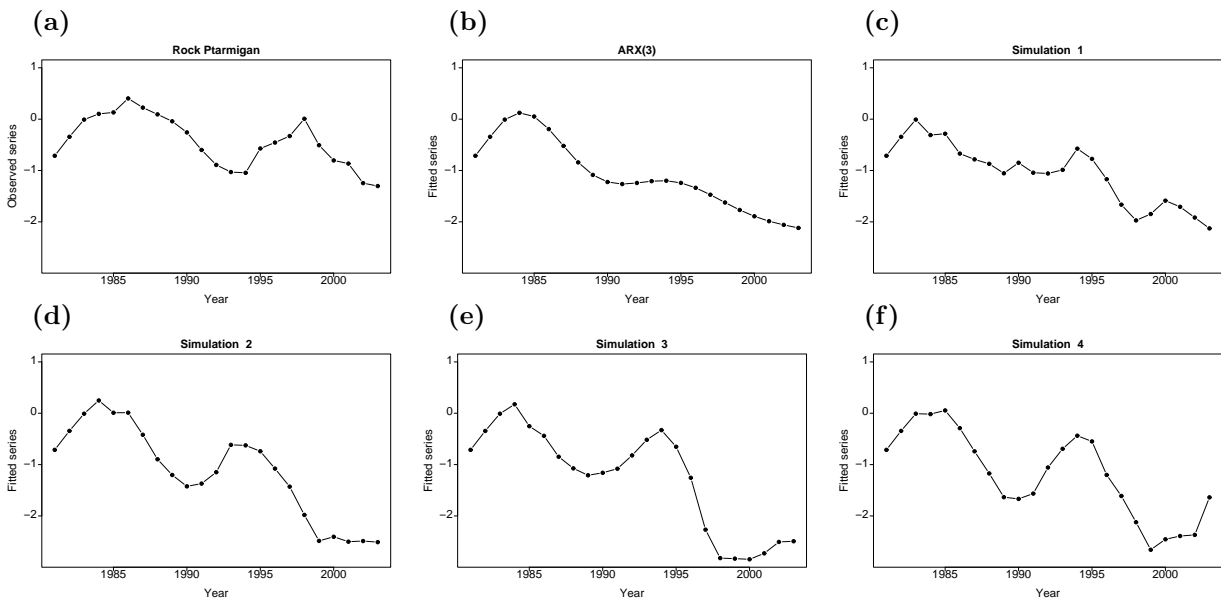 (a)
Rock Ptarmigan
Observed series
1
0
−1
−2
1985 1990 1995 2000
Year
(b)
ARX(3)
Fitted series
1
0
−1
−2
1985 1990 1995 2000
Year
(c)
Simulation 1
Fitted series
1
0
−1
−2
1985 1990 1995 2000
Year
(d)
Simulation 2
Fitted series
1
0
−1
−2
1985 1990 1995 2000
Year
(e)
Simulation 3
Fitted series
1
0
−1
−2
1985 1990 1995 2000
Year
(f)
Simulation 4
Fitted series
1
0
−1
−2
1985 1990 1995 2000
Year